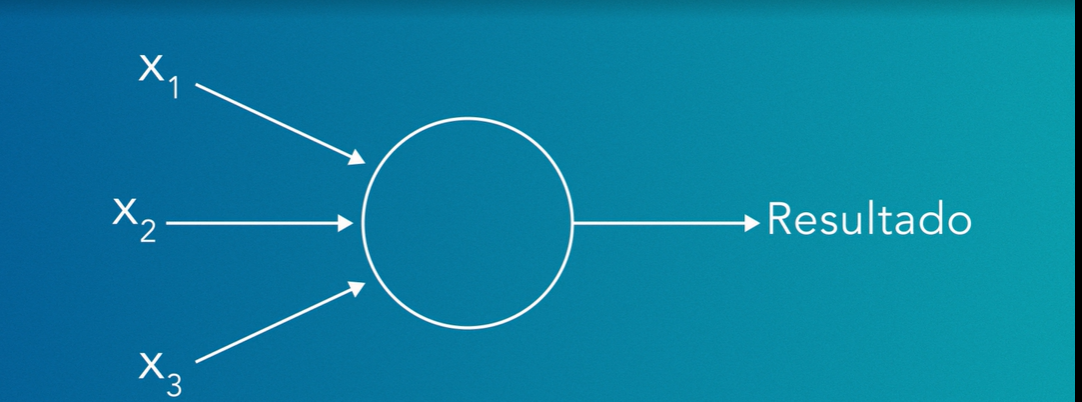 x₁
x₂
Resultado
x₃